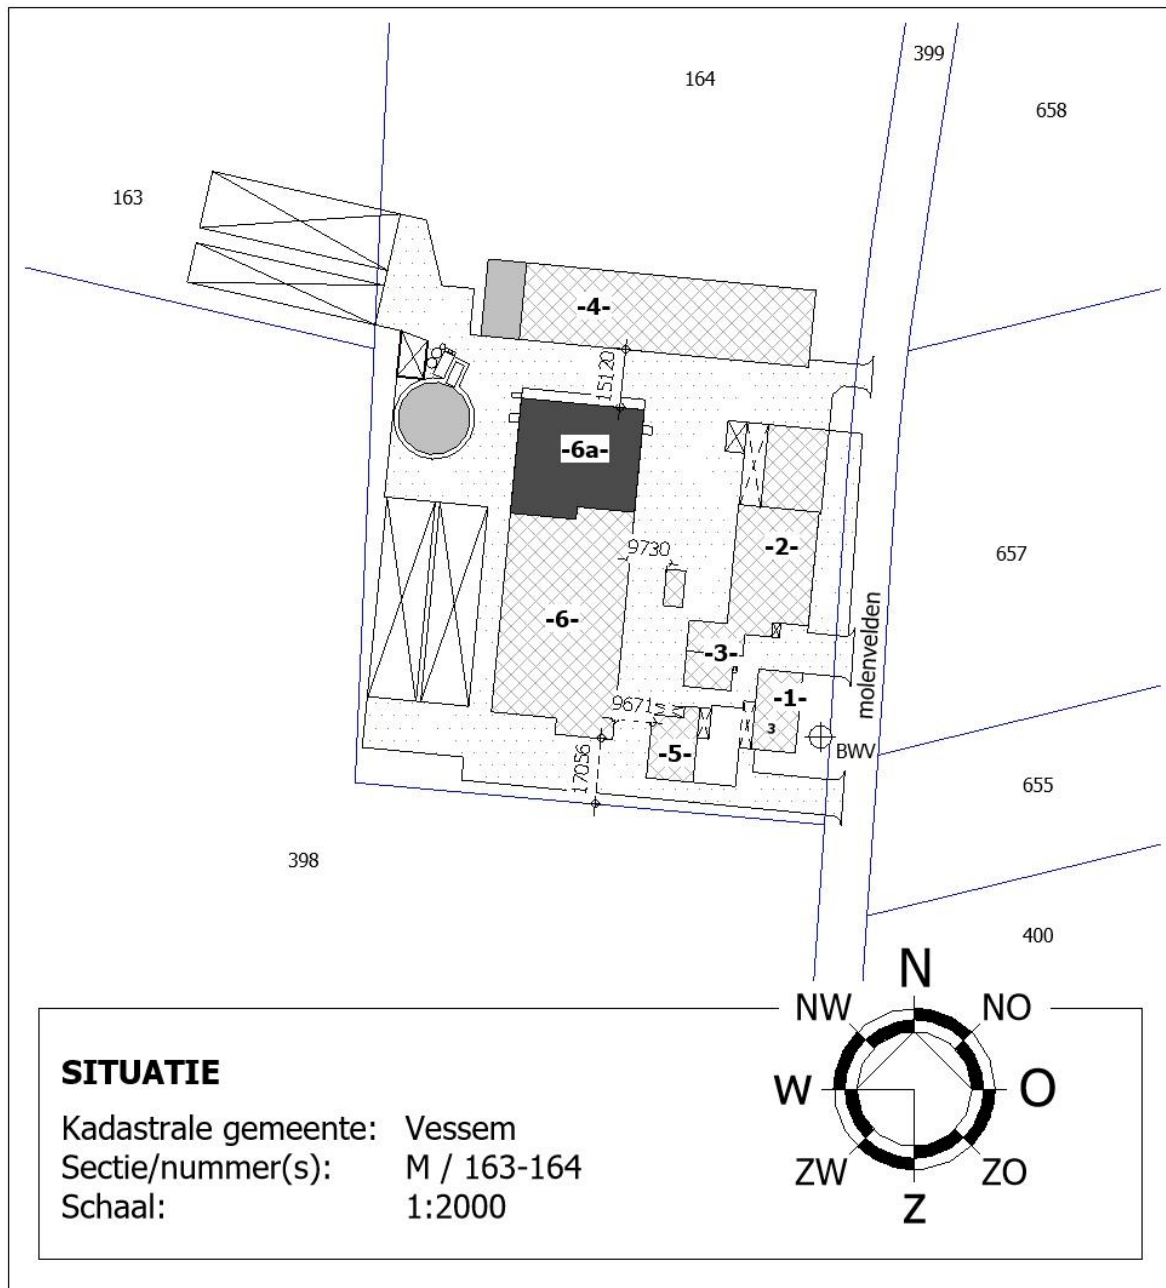 399
164
658
163
-4-
15120
-6a-
-2-
9730
657
-6-
molenvelden
-3-
9671
-1-
3
-5-
BWV
17056
655
398
400
N
NW NO
W O
ZW ZO
Z
SITUATIE
Kadastrale gemeente: Vessem
Sectie/nummer(s): M / 163-164
Schaal: 1:2000